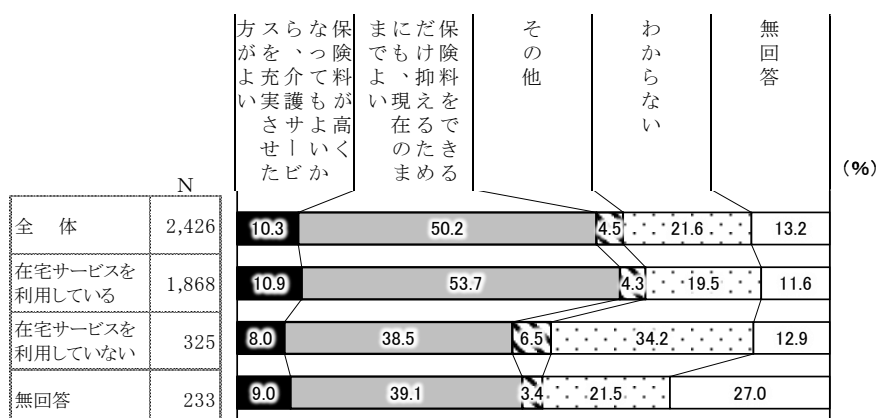 保険料が高く
なってもよいか
ら、介護サービ
スを充実させた
方がよい
保険料をできる
だけ抑えるため
にも、現在のま
までよい
その他
わからない
無回答
(%)
N
全 体 2,426 10.3 50.2 4.5 21.6 13.2
在宅サービスを
利用している 1,868 10.9 53.7 4.3 19.5 11.6
在宅サービスを
利用していない 325 8.0 38.5 6.5 34.2 12.9
無回答 233 9.0 39.1 3.4 21.5 27.0